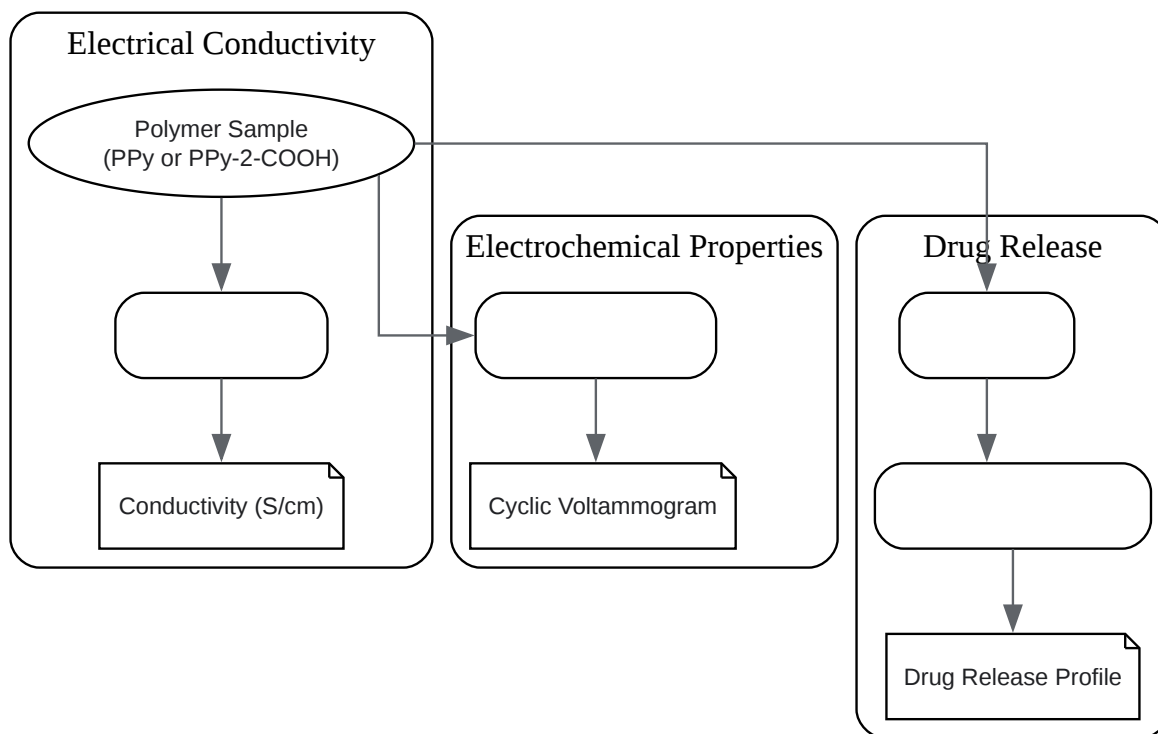 Electrical Conductivity
Polymer Sample
(PPy or PPy-2-COOH)
Electrochemical Properties
Drug Release
Conductivity (S/cm)
Cyclic Voltammogram
Drug Release Profile